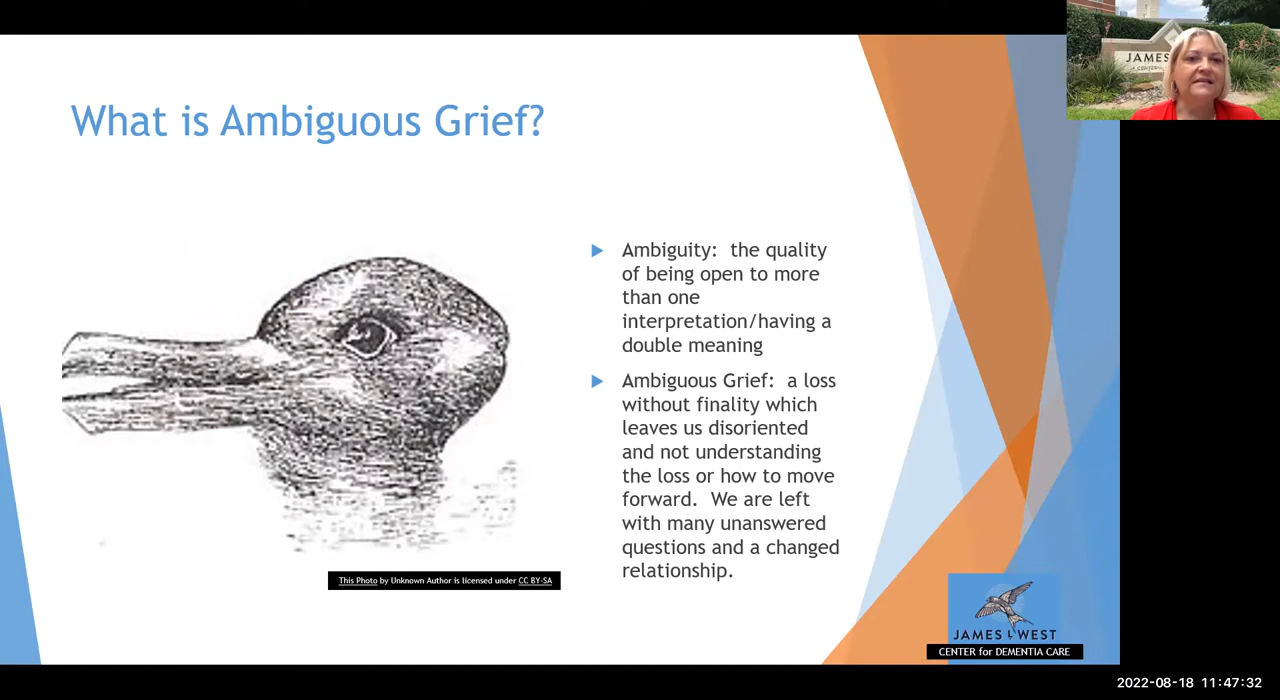 JAMES
What is Ambiguous Grief?
Ambiguity: the quality
of being open to more
than one
interpretation/having a
double meaning
Ambiguous Grief: a loss
without finality which
leaves us disoriented
and not understanding
the loss or how to move
forward. We are left
with many unanswered
questions and a changed
relationship.
This Photo by Unknown Author is licensed under CC BY-SA
JAMES L WEST
CENTER for DEMENTIA CARE
2022-08-18 11:47:32